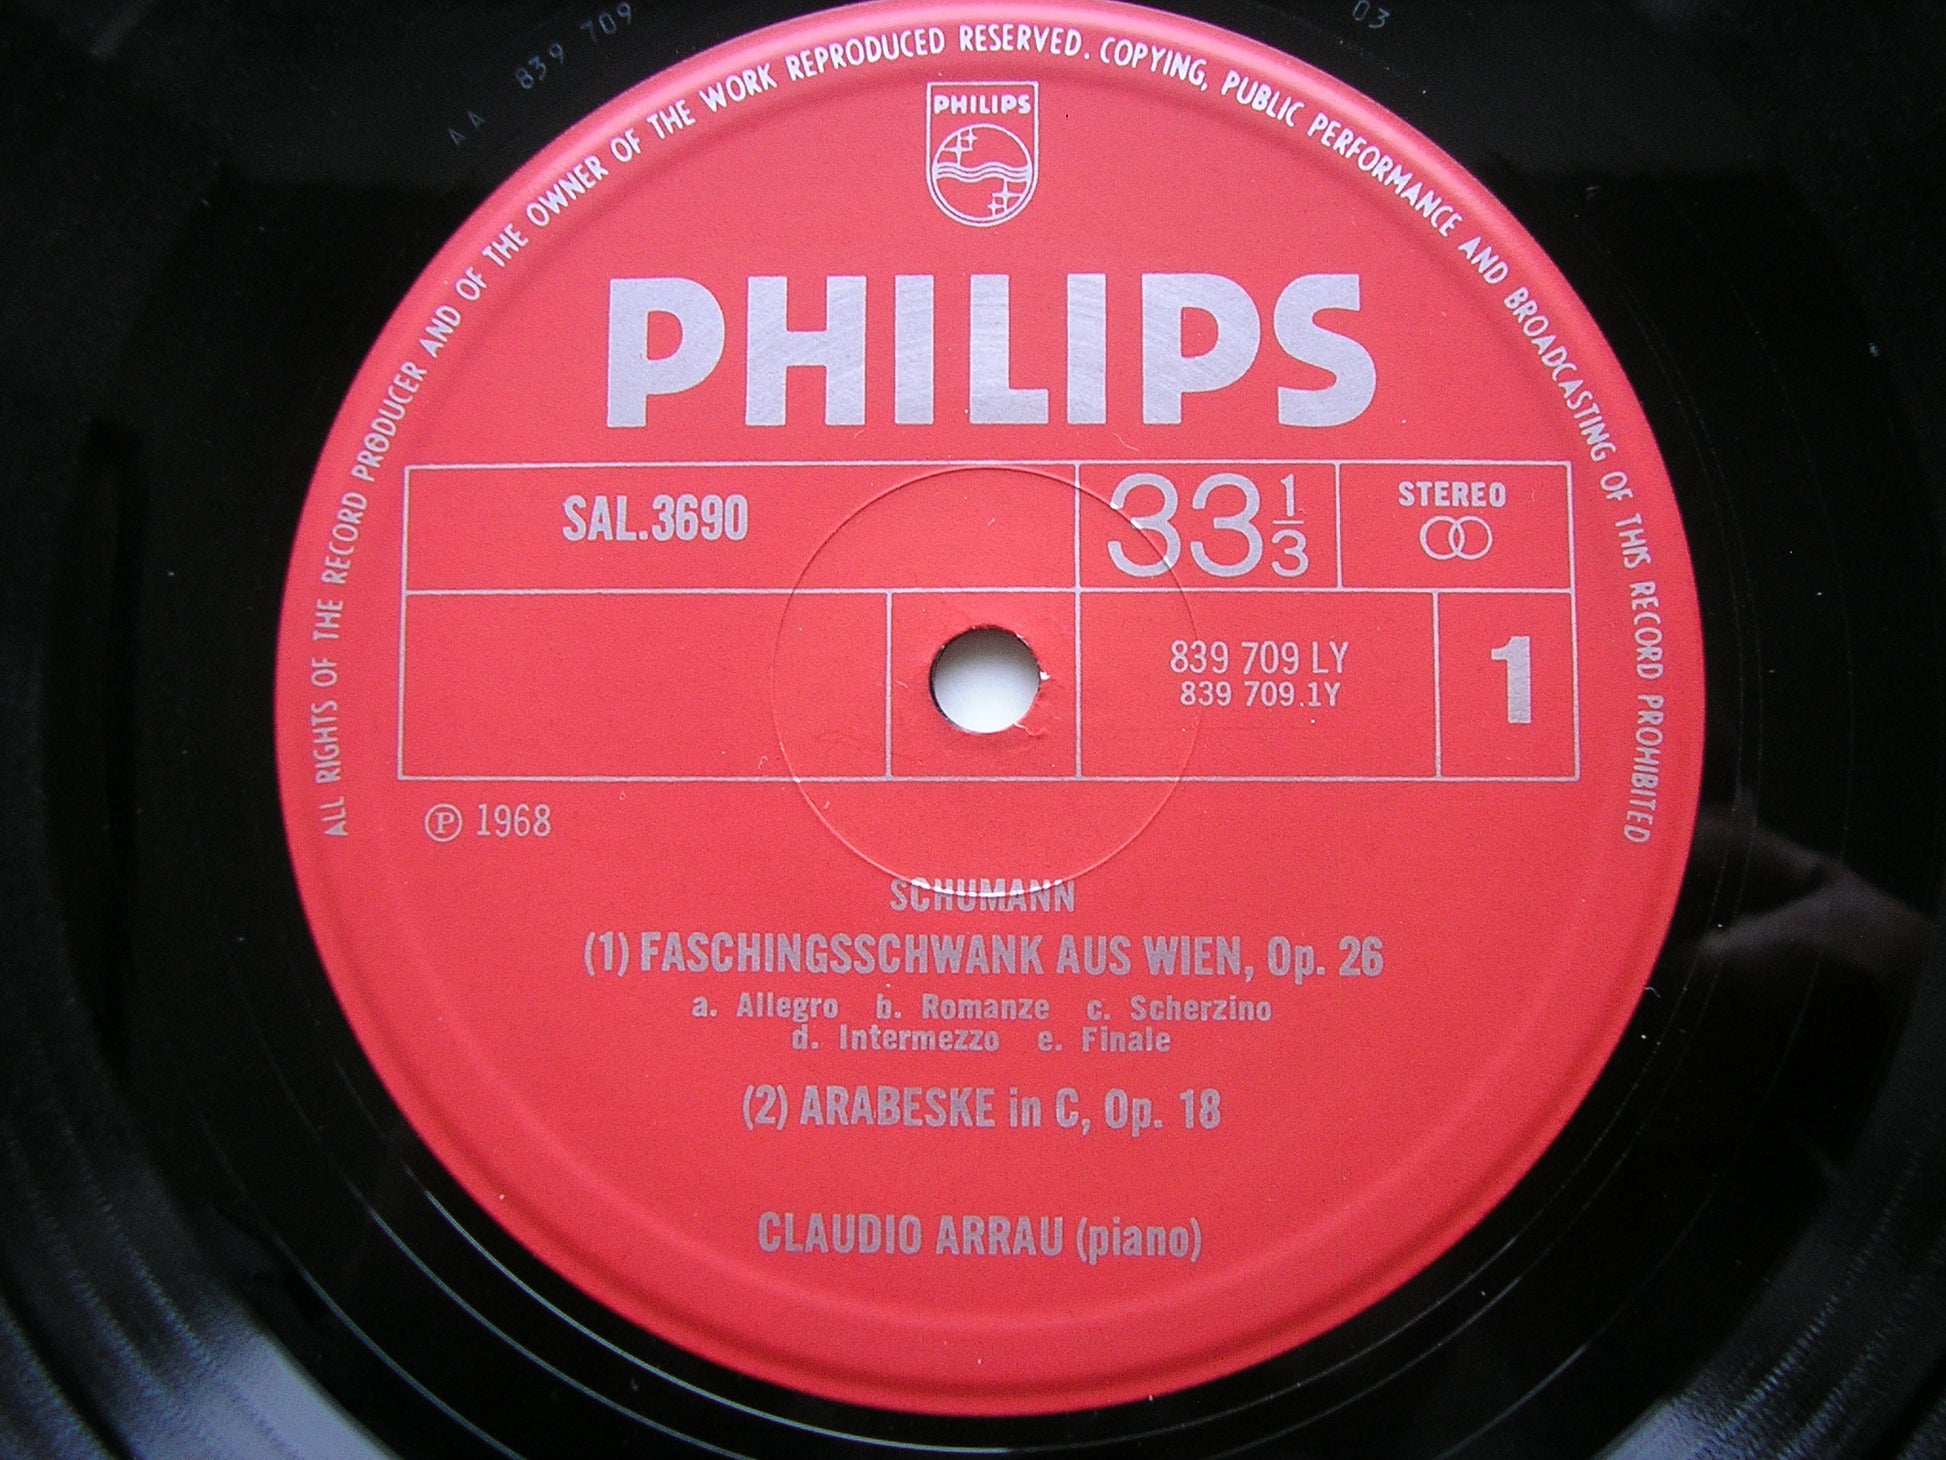 AA 839 709
03
ALL RIGHTS OF THE RECORD PRODUCER AND OF THE OWNER OF THE WORK REPRODUCED RESERVED. COPYING, PUBLIC PERFORMANCE AND BROADCASTING OF THIS RECORD PROHIBITED
PHILIPS
PHILIPS
SAL.3690
33 1/3
STEREO
839 709 LY
839 709.1Y
1
℗ 1968
SCHUMANN
(1) FASCHINGSSCHWANK AUS WIEN, Op. 26
a. Allegro b. Romanze c. Scherzino
d. Intermezzo e. Finale
(2) ARABESKE in C, Op. 18
CLAUDIO ARRAU (piano)